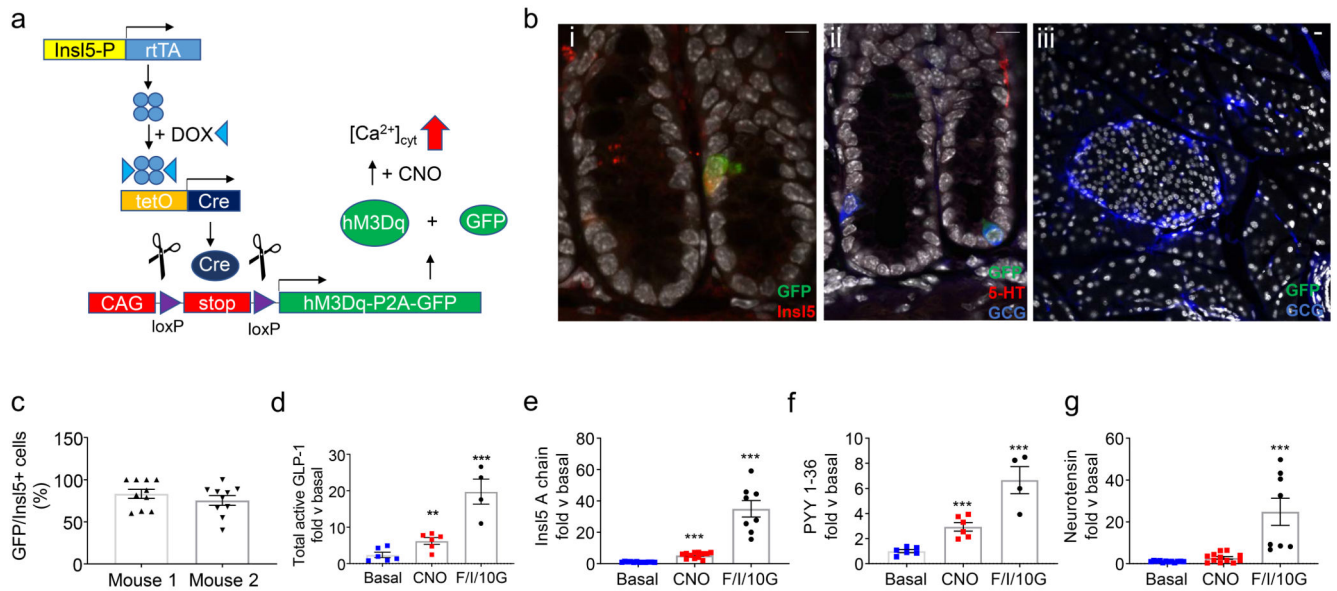 a
Insl5-P rtTA
+ DOX
tetO Cre
Cre
CAG stop hM3Dq-P2A-GFP
loxP loxP
[Ca²⁺]cyt
+ CNO
hM3Dq + GFP
b
i
GFP
Insl5
ii
GFP
5-HT
GCG
iii
GFP
GCG
c
GFP/Insl5+ cells
(%)
150
100
50
0
Mouse 1 Mouse 2
d
Total active GLP-1
fold v basal
30
20
10
0
**
***
Basal CNO F/I/10G
e
Insl5 A chain
fold v basal
80
60
40
20
0
***
***
Basal CNO F/I/10G
f
PYY 1-36
fold v basal
10
8
6
4
2
0
***
***
Basal CNO F/I/10G
g
Neurotensin
fold v basal
60
40
20
0
***
Basal CNO F/I/10G